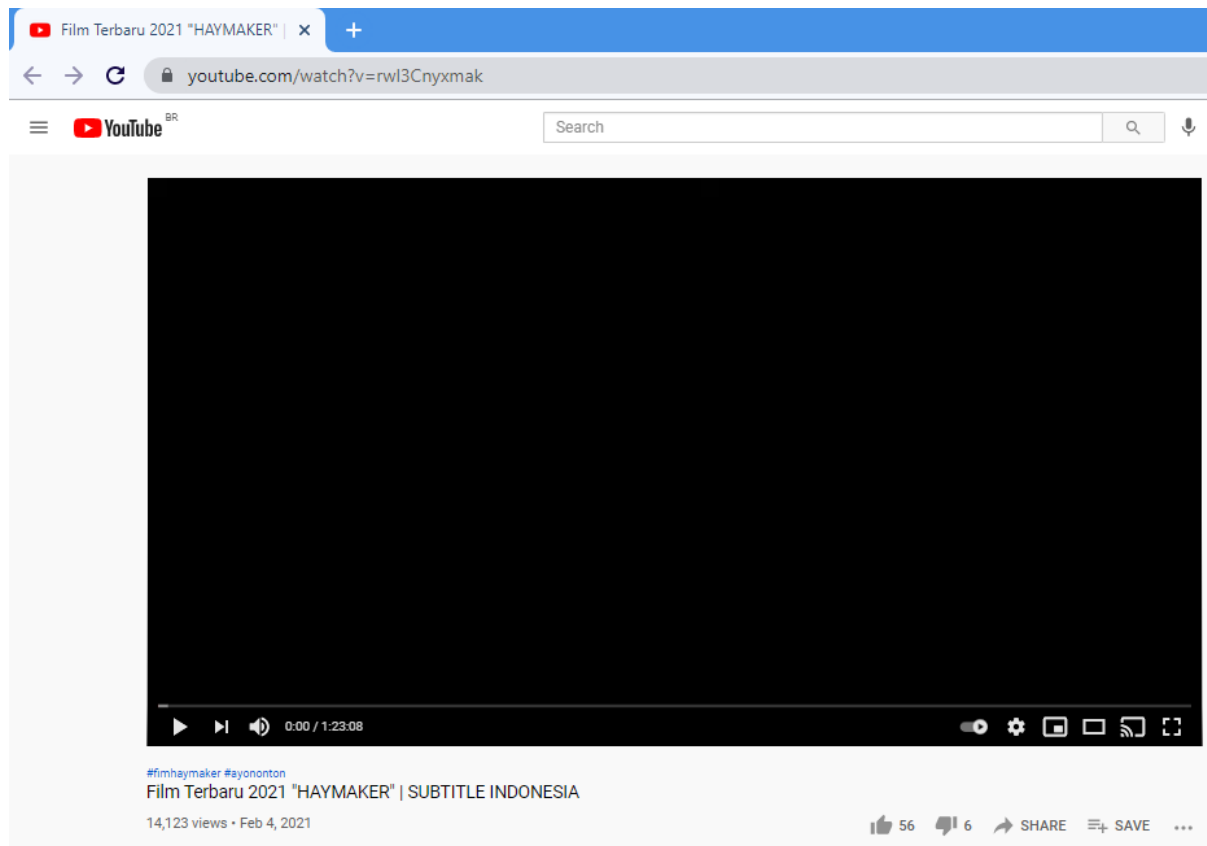 Film Terbaru 2021 "HAYMAKER" |
youtube.com/watch?v=rwl3Cnyxmak
YouTube BR
Search
0:00 / 1:23:08
#fimhaymaker #ayononton
Film Terbaru 2021 "HAYMAKER" | SUBTITLE INDONESIA
14,123 views • Feb 4, 2021
56 6 SHARE SAVE